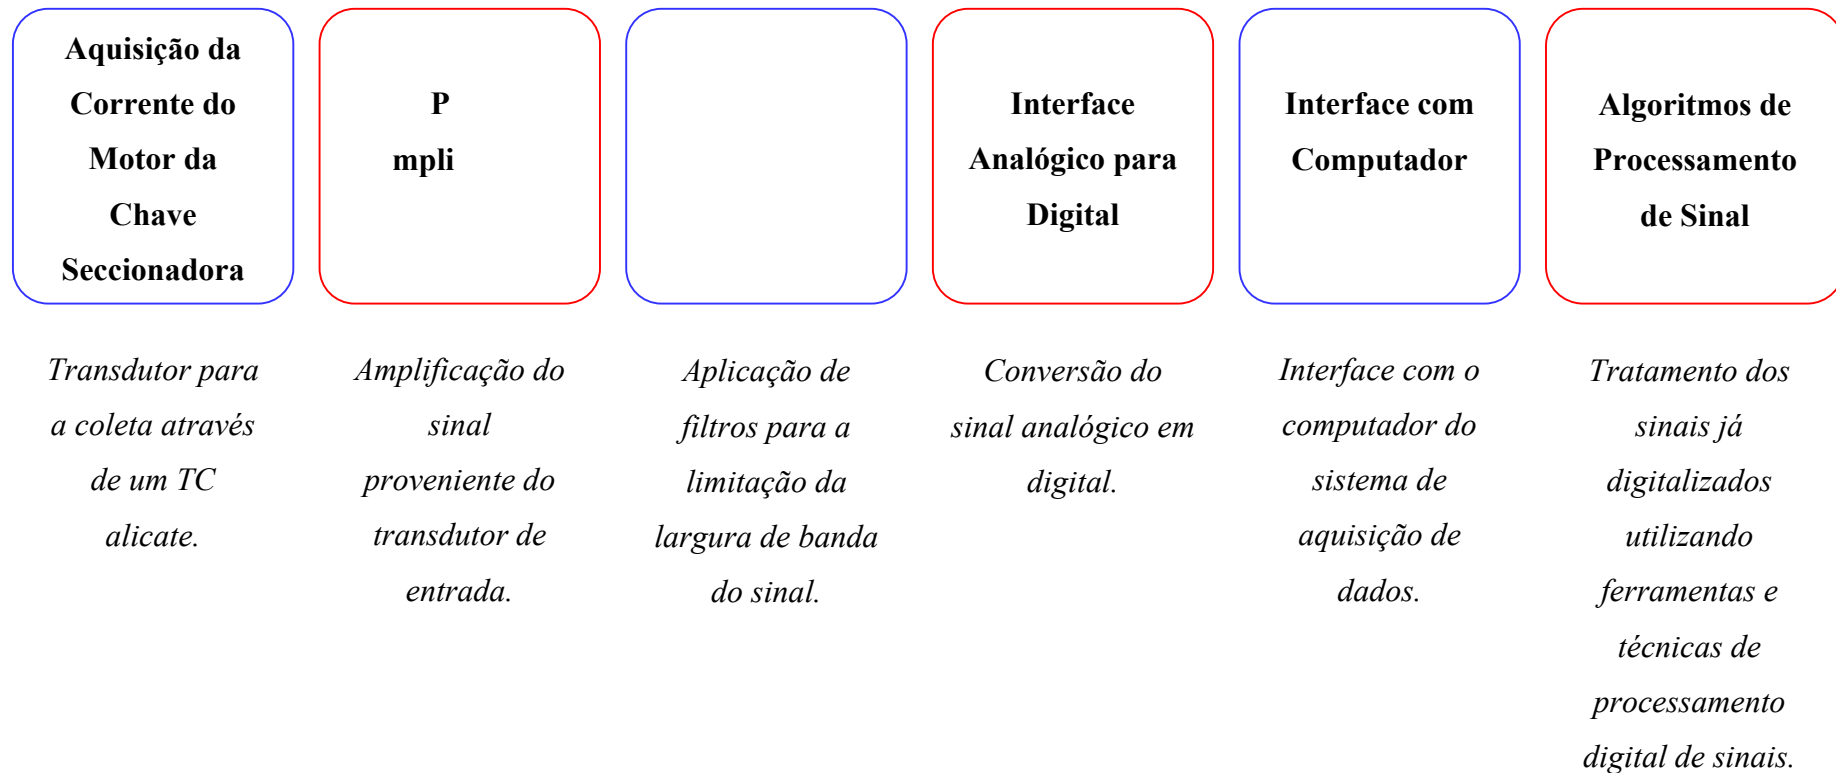 Aquisição da
Corrente do
Motor da
Chave
Seccionadora
P
mpli
Interface
Analógico para
Digital
Interface com
Computador
Algoritmos de
Processamento
de Sinal
Transdutor para
a coleta através
de um TC
alicate.
Amplificação do
sinal
proveniente do
transdutor de
entrada.
Aplicação de
filtros para a
limitação da
largura de banda
do sinal.
Conversão do
sinal analógico em
digital.
Interface com o
computador do
sistema de
aquisição de
dados.
Tratamento dos
sinais já
digitalizados
utilizando
ferramentas e
técnicas de
processamento
digital de sinais.